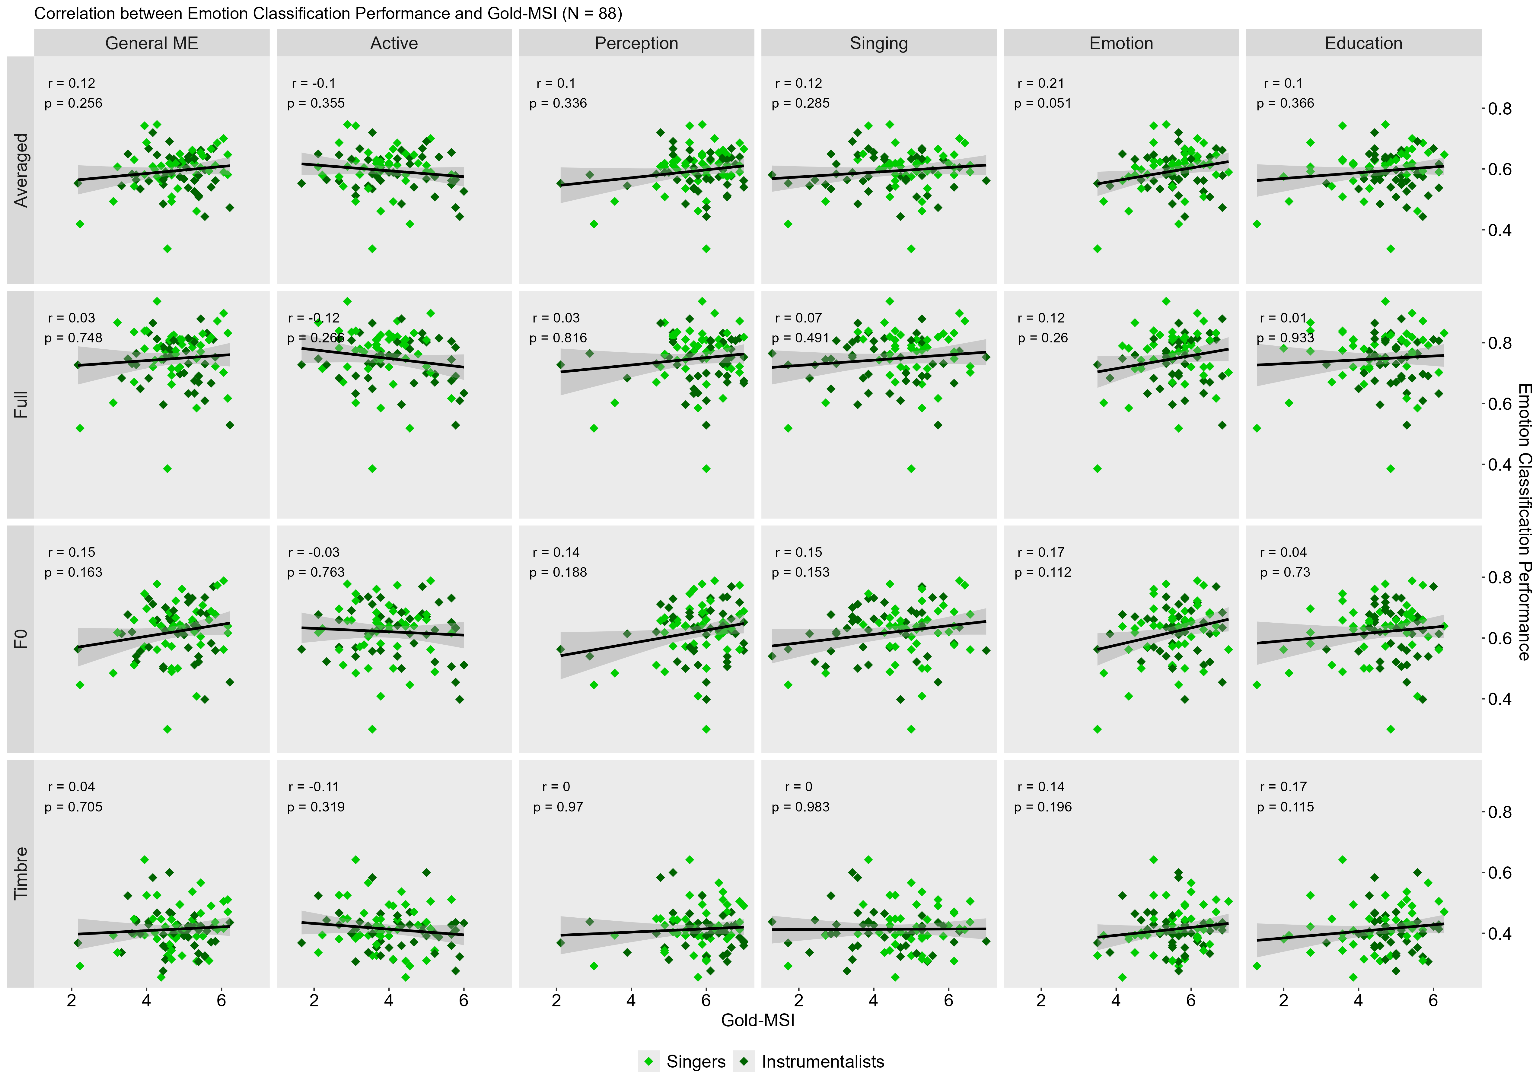 Correlation between Emotion Classification Performance and Gold-MSI (N = 88)
General ME Active Perception Singing Emotion Education
Averaged
r = 0.12 r = -0.1 r = 0.1 r = 0.12 r = 0.21 r = 0.1
p = 0.256 p = 0.355 p = 0.336 p = 0.285 p = 0.051 p = 0.366
0.8
0.6
0.4
Full
r = 0.03 r = -0.12 r = 0.03 r = 0.07 r = 0.12 r = 0.01
p = 0.748 p = 0.266 p = 0.816 p = 0.491 p = 0.26 p = 0.933
0.8
0.6
0.4
Emotion Classification Performance
F0
r = 0.15 r = -0.03 r = 0.14 r = 0.15 r = 0.17 r = 0.04
p = 0.163 p = 0.763 p = 0.188 p = 0.153 p = 0.112 p = 0.73
0.8
0.6
0.4
Timbre
r = 0.04 r = -0.11 r = 0 r = 0 r = 0.14 r = 0.17
p = 0.705 p = 0.319 p = 0.97 p = 0.983 p = 0.196 p = 0.115
0.8
0.6
0.4
2 4 6 2 4 6 2 4 6 2 4 6 2 4 6 2 4 6
Gold-MSI
Singers Instrumentalists